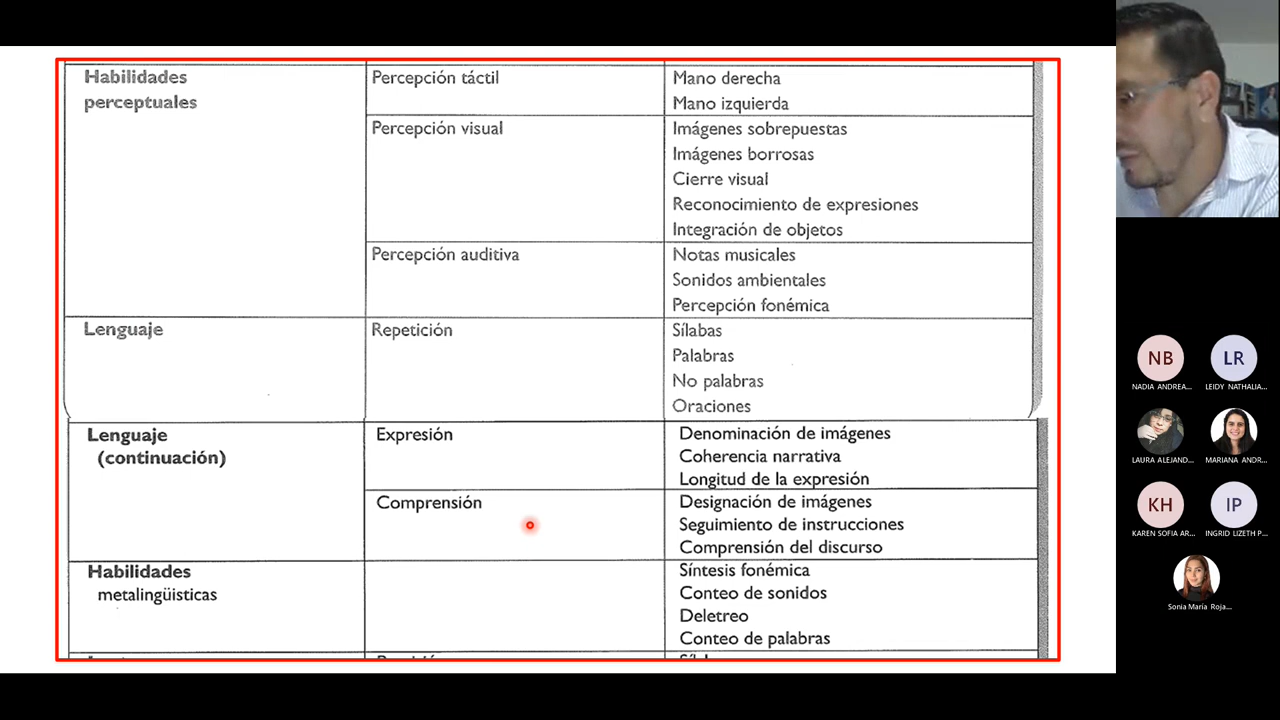 Habilidades
perceptuales
Percepción táctil
Mano derecha
Mano izquierda
Percepción visual
Imágenes sobrepuestas
Imágenes borrosas
Cierre visual
Reconocimiento de expresiones
Integración de objetos
Percepción auditiva
Notas musicales
Sonidos ambientales
Percepción fonémica
Lenguaje
Repetición
Sílabas
Palabras
No palabras
Oraciones
Lenguaje
(continuación)
Expresión
Denominación de imágenes
Coherencia narrativa
Longitud de la expresión
Comprensión
Designación de imágenes
Seguimiento de instrucciones
Comprensión del discurso
Habilidades
metalingüisticas
Síntesis fonémica
Conteo de sonidos
Deletreo
Conteo de palabras
NB
NADIA ANDREA...
LR
LEIDY NATHALIA...
LAURA ALEJAND...
MARIANA ANDR...
KH
KAREN SOFIA AR...
IP
INGRID LIZETH P...
Sonia María Roja...